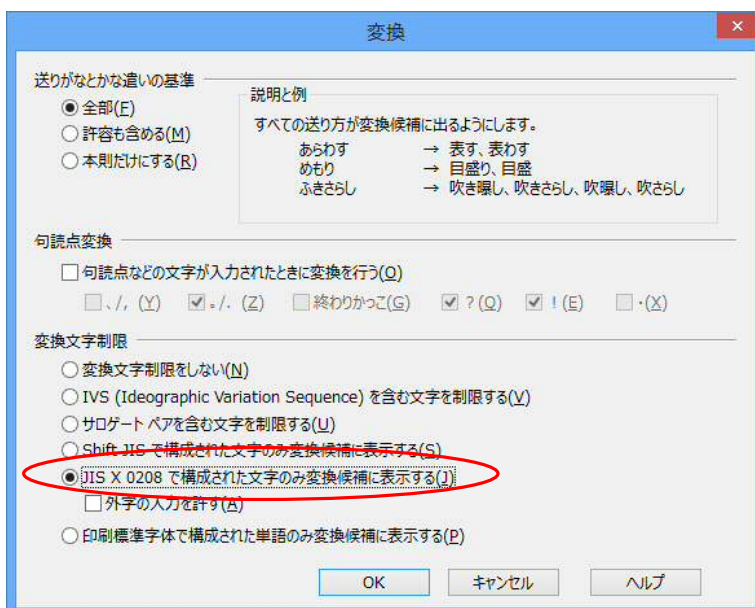 変換
送りがなとかな遣いの基準
全部(F)
許容も含める(M)
本則だけにする(R)
説明と例
すべての送り方が変換候補に出るようにします。
あらわす → 表す、表わす
めもり → 目盛り、目盛
ふきさらし → 吹き曝し、吹きさらし、吹曝し、吹さらし
句読点変換
句読点などの文字が入力されたときに変換を行う(O)
、/, (Y) 。/. (Z) 終わりかっこ(G) ? (Q) ! (E) ・(X)
変換文字制限
変換文字制限をしない(N)
IVS (Ideographic Variation Sequence) を含む文字を制限する(V)
サロゲート ペアを含む文字を制限する(U)
Shift JIS で構成された文字のみ変換候補に表示する(S)
JIS X 0208 で構成された文字のみ変換候補に表示する(J)
外字の入力を許す(A)
印刷標準字体で構成された単語のみ変換候補に表示する(P)
OK キャンセル ヘルプ